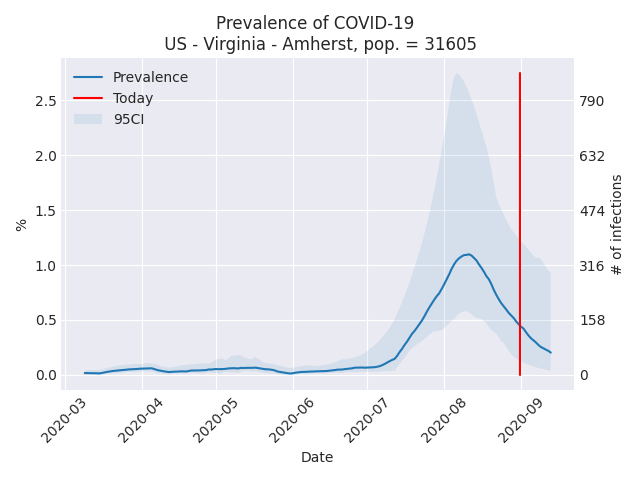 Prevalence of COVID-19
US - Virginia - Amherst, pop. = 31605
Prevalence
Today
95CI
2.5
2.0
1.5
1.0
0.5
0.0
%
790
632
474
316
158
0
# of infections
2020-03
2020-04
2020-05
2020-06
2020-07
2020-08
2020-09
Date